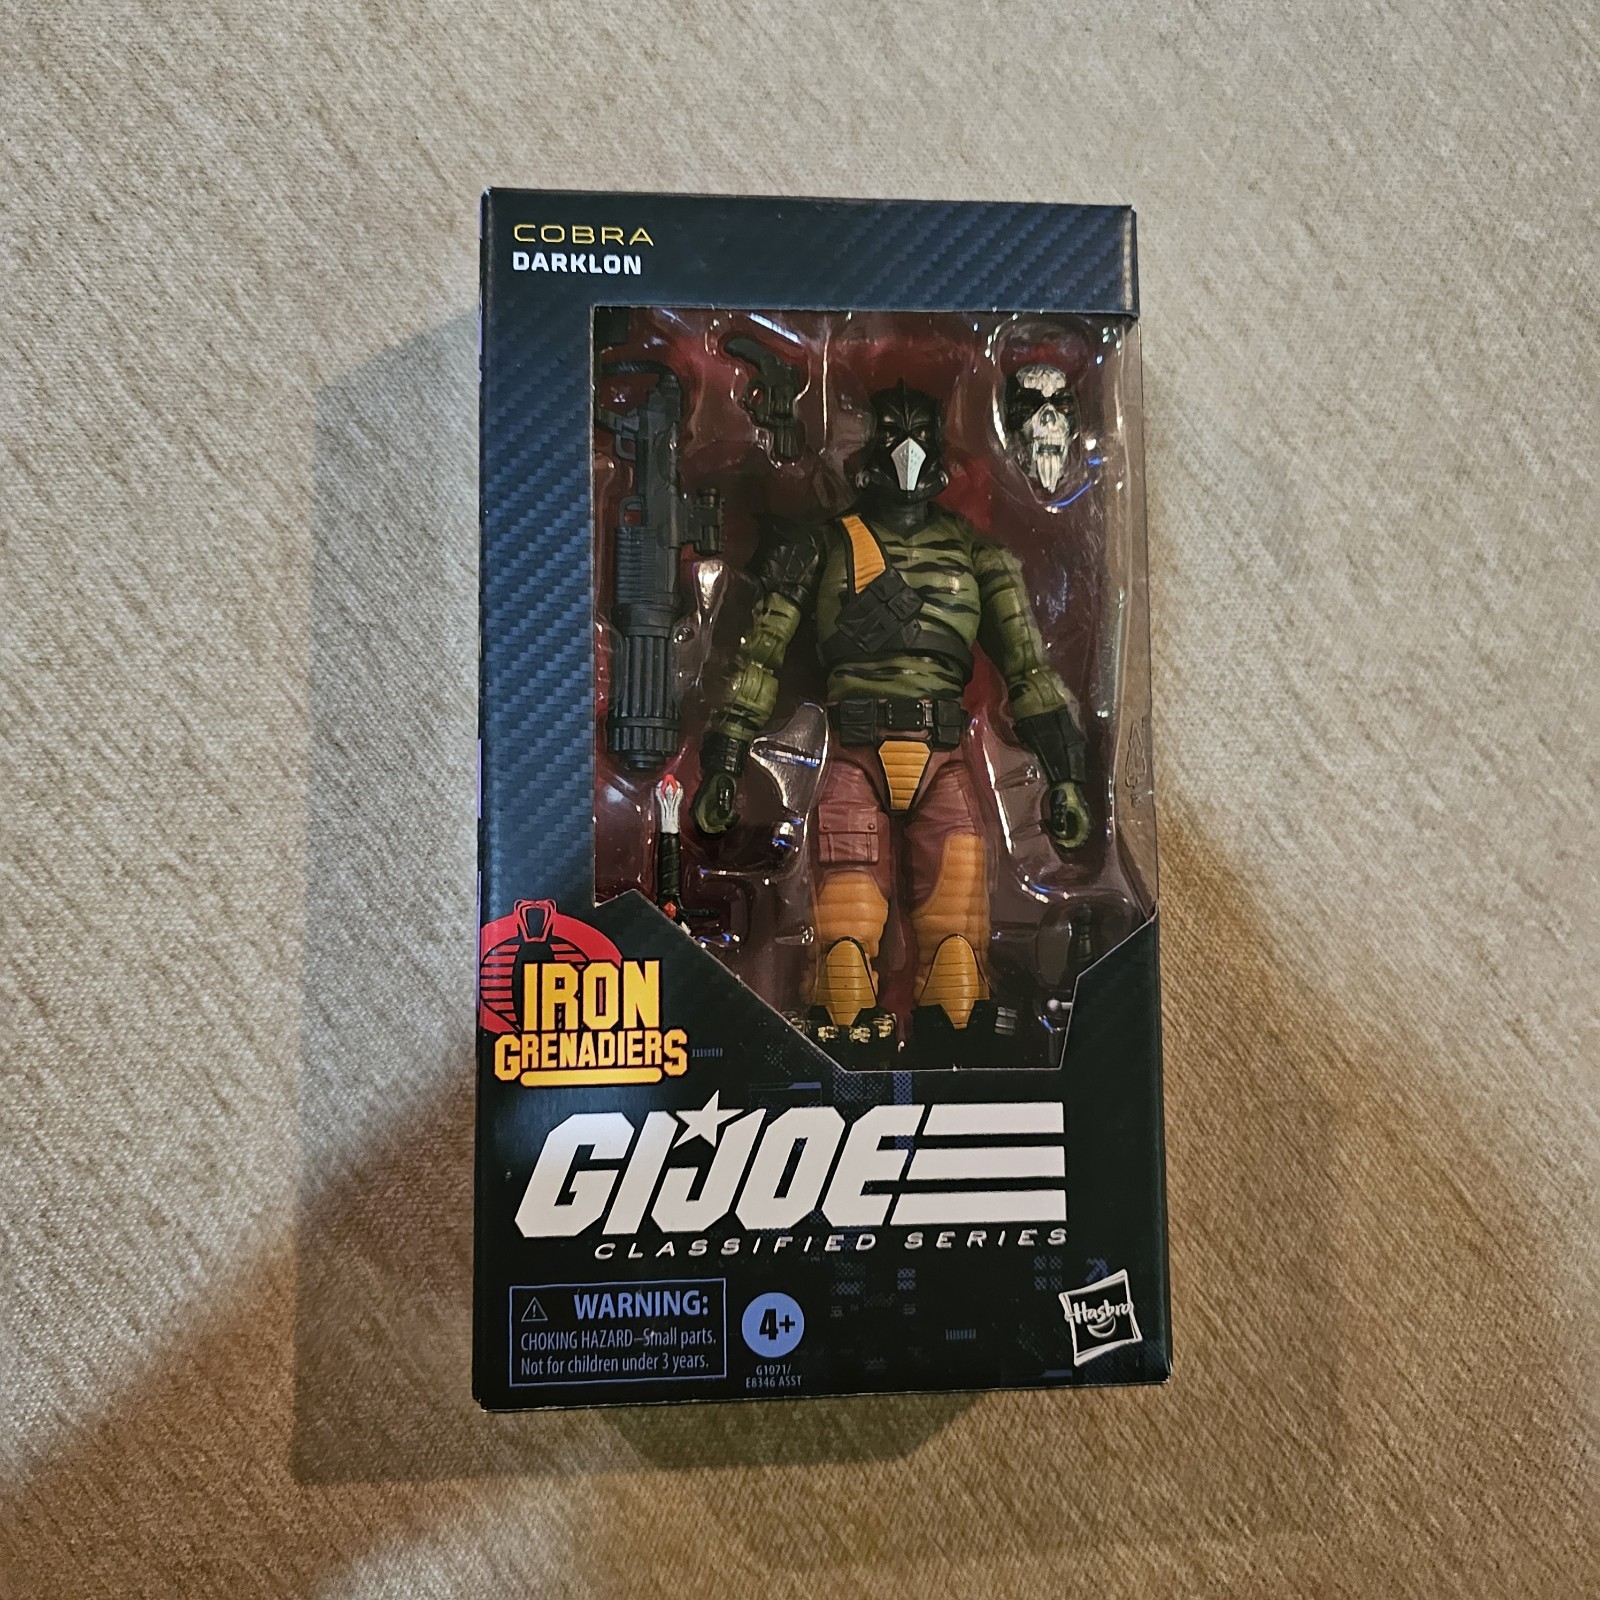 COBRA
DARKLON
IRON
GRENADIERS
GIJOE
CLASSIFIED SERIES
WARNING:
CHOKING HAZARD–Small parts.
Not for children under 3 years.
4+
G1071/
E8346 ASST
Hasbro